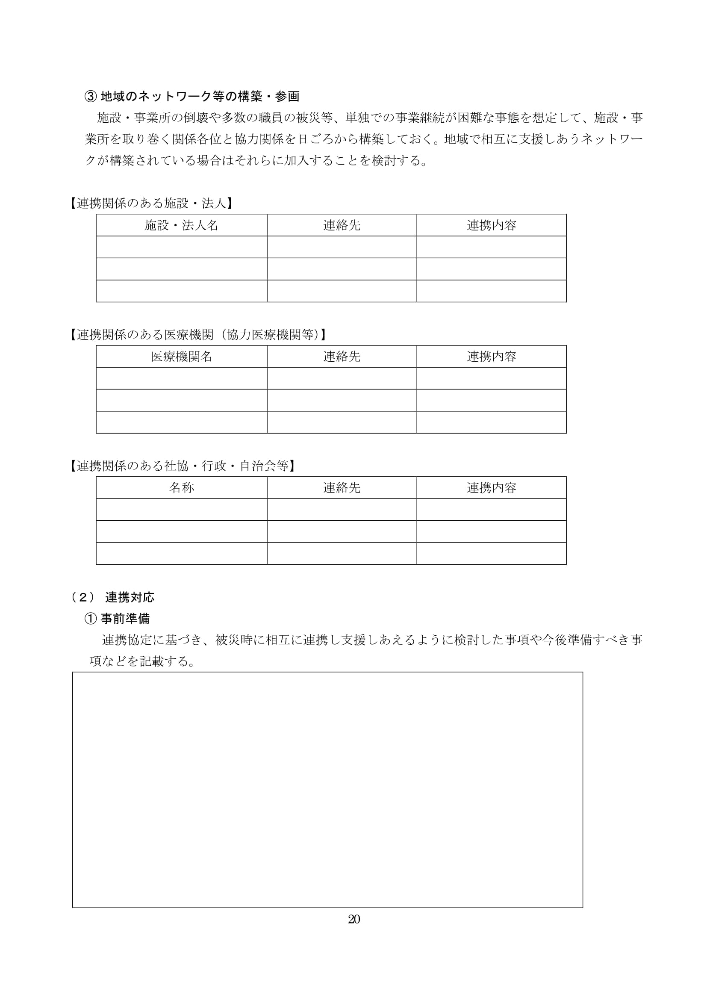 ③ 地域のネットワーク等の構築・参画
施設・事業所の倒壊や多数の職員の被災等、単独での事業継続が困難な事態を想定して、施設・事
業所を取り巻く関係各位と協力関係を日ごろから構築しておく。地域で相互に支援しあうネットワー
クが構築されている場合はそれらに加入することを検討する。
【連携関係のある施設・法人】
施設・法人名 連絡先 連携内容
【連携関係のある医療機関（協力医療機関等）】
医療機関名 連絡先 連携内容
【連携関係のある社協・行政・自治会等】
名称 連絡先 連携内容
（２） 連携対応
① 事前準備
連携協定に基づき、被災時に相互に連携し支援しあえるように検討した事項や今後準備すべき事
項などを記載する。
20